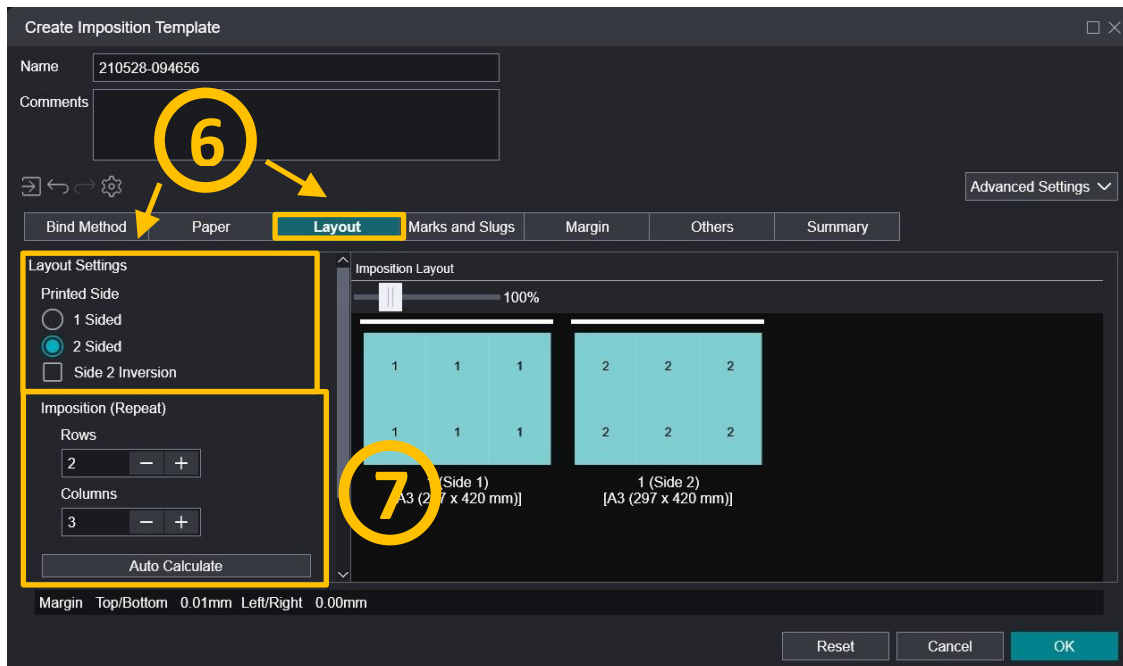 Create Imposition Template
Name 210528-094656
Comments
6
Advanced Settings
Bind Method Paper Layout Marks and Slugs Margin Others Summary
Layout Settings
Printed Side
1 Sided
2 Sided
Side 2 Inversion
Imposition (Repeat)
Rows
2 − +
Columns
3 − +
Auto Calculate
Imposition Layout
100%
1 1 1 2 2 2
1 1 1 2 2 2
7
(Side 1) 1 (Side 2)
420 mm)] [A3 (297 x 420 mm)]
Margin Top/Bottom 0.01mm Left/Right 0.00mm
Reset Cancel OK